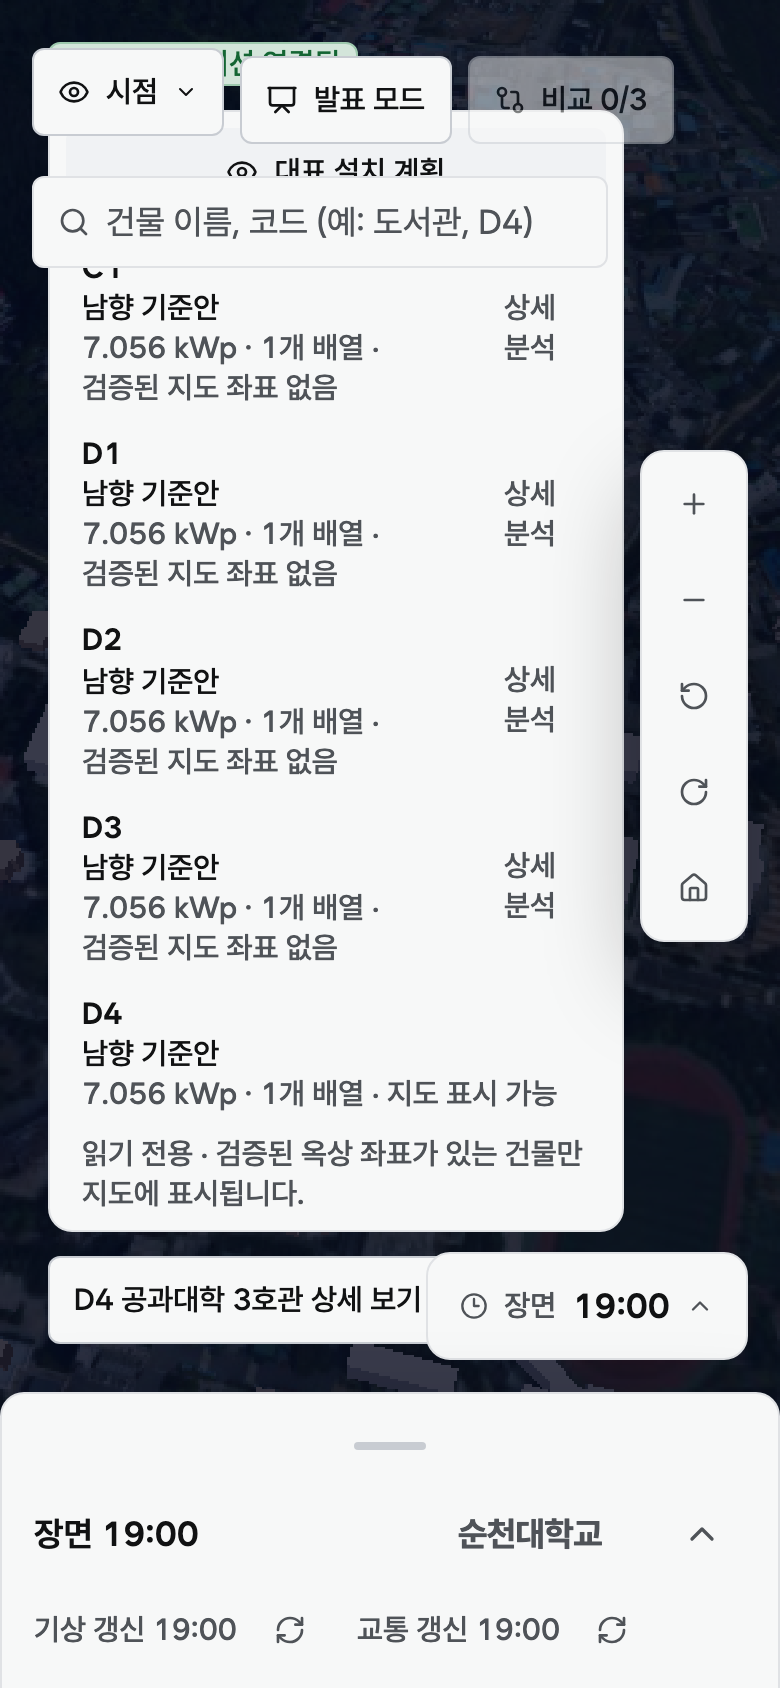 시점
발표 모드
비교 0/3
대표 설치 계획
건물 이름, 코드 (예: 도서관, D4)
C1
남향 기준안
7.056 kWp · 1개 배열 ·
검증된 지도 좌표 없음
상세
분석
D1
남향 기준안
7.056 kWp · 1개 배열 ·
검증된 지도 좌표 없음
상세
분석
D2
남향 기준안
7.056 kWp · 1개 배열 ·
검증된 지도 좌표 없음
상세
분석
D3
남향 기준안
7.056 kWp · 1개 배열 ·
검증된 지도 좌표 없음
상세
분석
D4
남향 기준안
7.056 kWp · 1개 배열 · 지도 표시 가능
읽기 전용 · 검증된 옥상 좌표가 있는 건물만
지도에 표시됩니다.
D4 공과대학 3호관 상세 보기
장면 19:00
장면 19:00
순천대학교
기상 갱신 19:00
교통 갱신 19:00